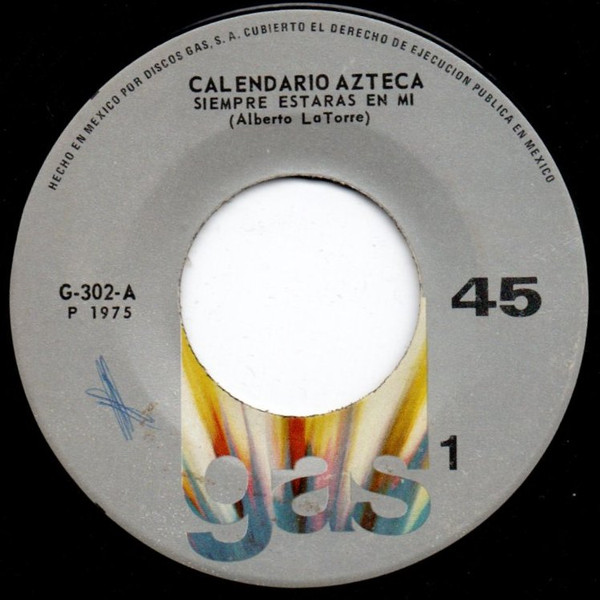 HECHO EN MEXICO POR DISCOS GAS, S. A. CUBIERTO EL DERECHO DE EJECUCION PUBLICA EN MEXICO
CALENDARIO AZTECA
SIEMPRE ESTARAS EN MI
(Alberto LaTorre)
G-302-A
P 1975
45
1
gas